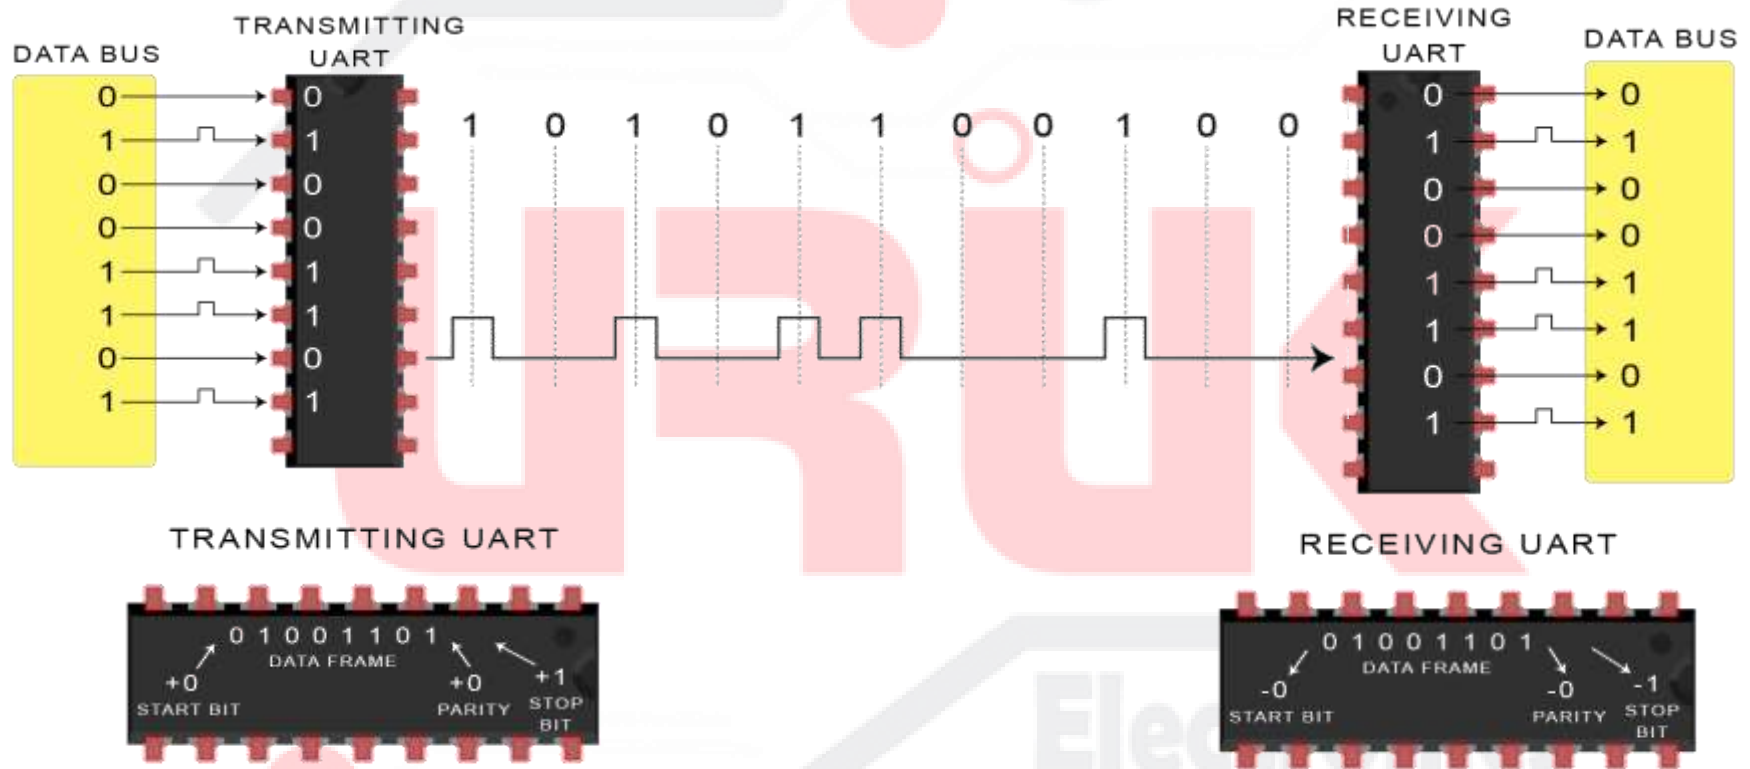 TRANSMITTING
UART
DATA BUS
0
1
0
0
1
1
0
1
0
1
0
0
1
1
0
1
1 0 1 0 1 1 0 0 1 0 0
RECEIVING
UART
DATA BUS
0
1
0
0
1
1
0
1
0
1
0
0
1
1
0
1
TRANSMITTING UART
0 1 0 0 1 1 0 1
DATA FRAME
+0
START BIT
+0
PARITY
+1
STOP
BIT
RECEIVING UART
0 1 0 0 1 1 0 1
DATA FRAME
-0
START BIT
-0
PARITY
-1
STOP
BIT
URUK